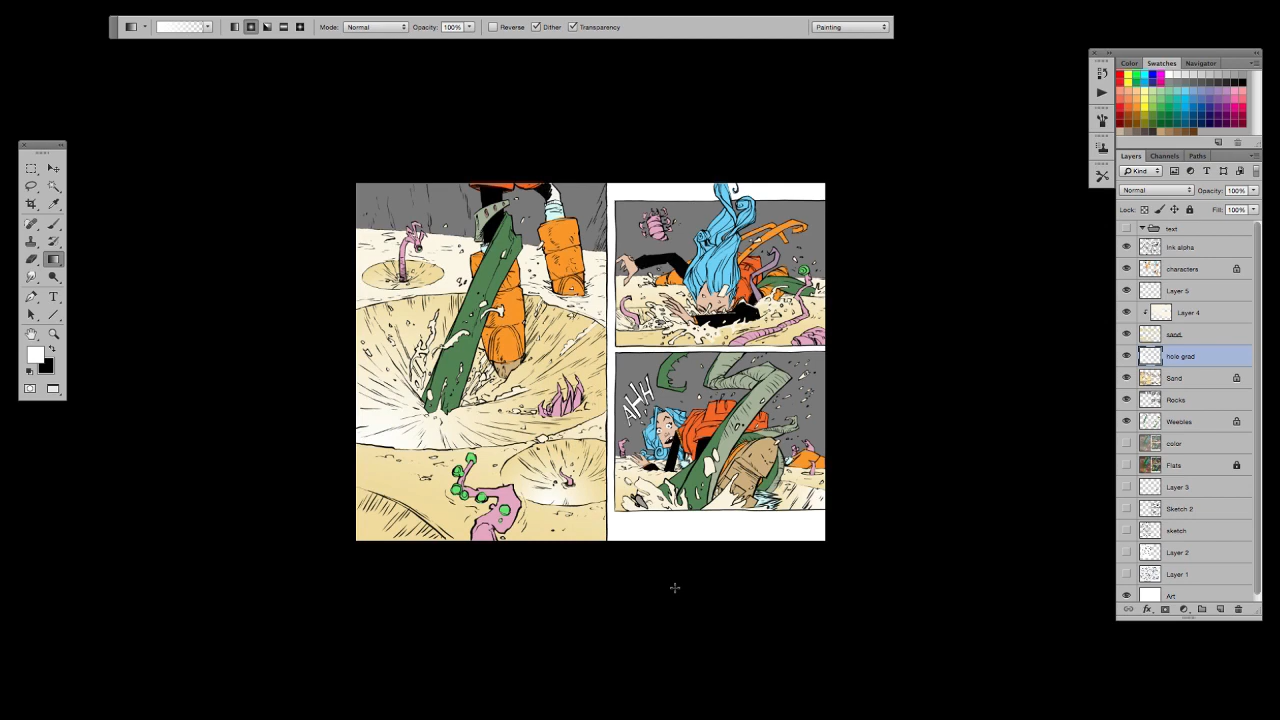 Mode: Normal Opacity: 100% Reverse Dither Transparency Painting
Color Swatches Navigator
Layers Channels Paths
Kind
Normal Opacity: 100%
Lock: Fill: 100%
text
Ink alpha
characters
Layer 5
Layer 4
sand
hole grad
Sand
Rocks
Weebles
color
Flats
Layer 3
Sketch 2
sketch
Layer 2
Layer 1
Art
fx
T
AHH